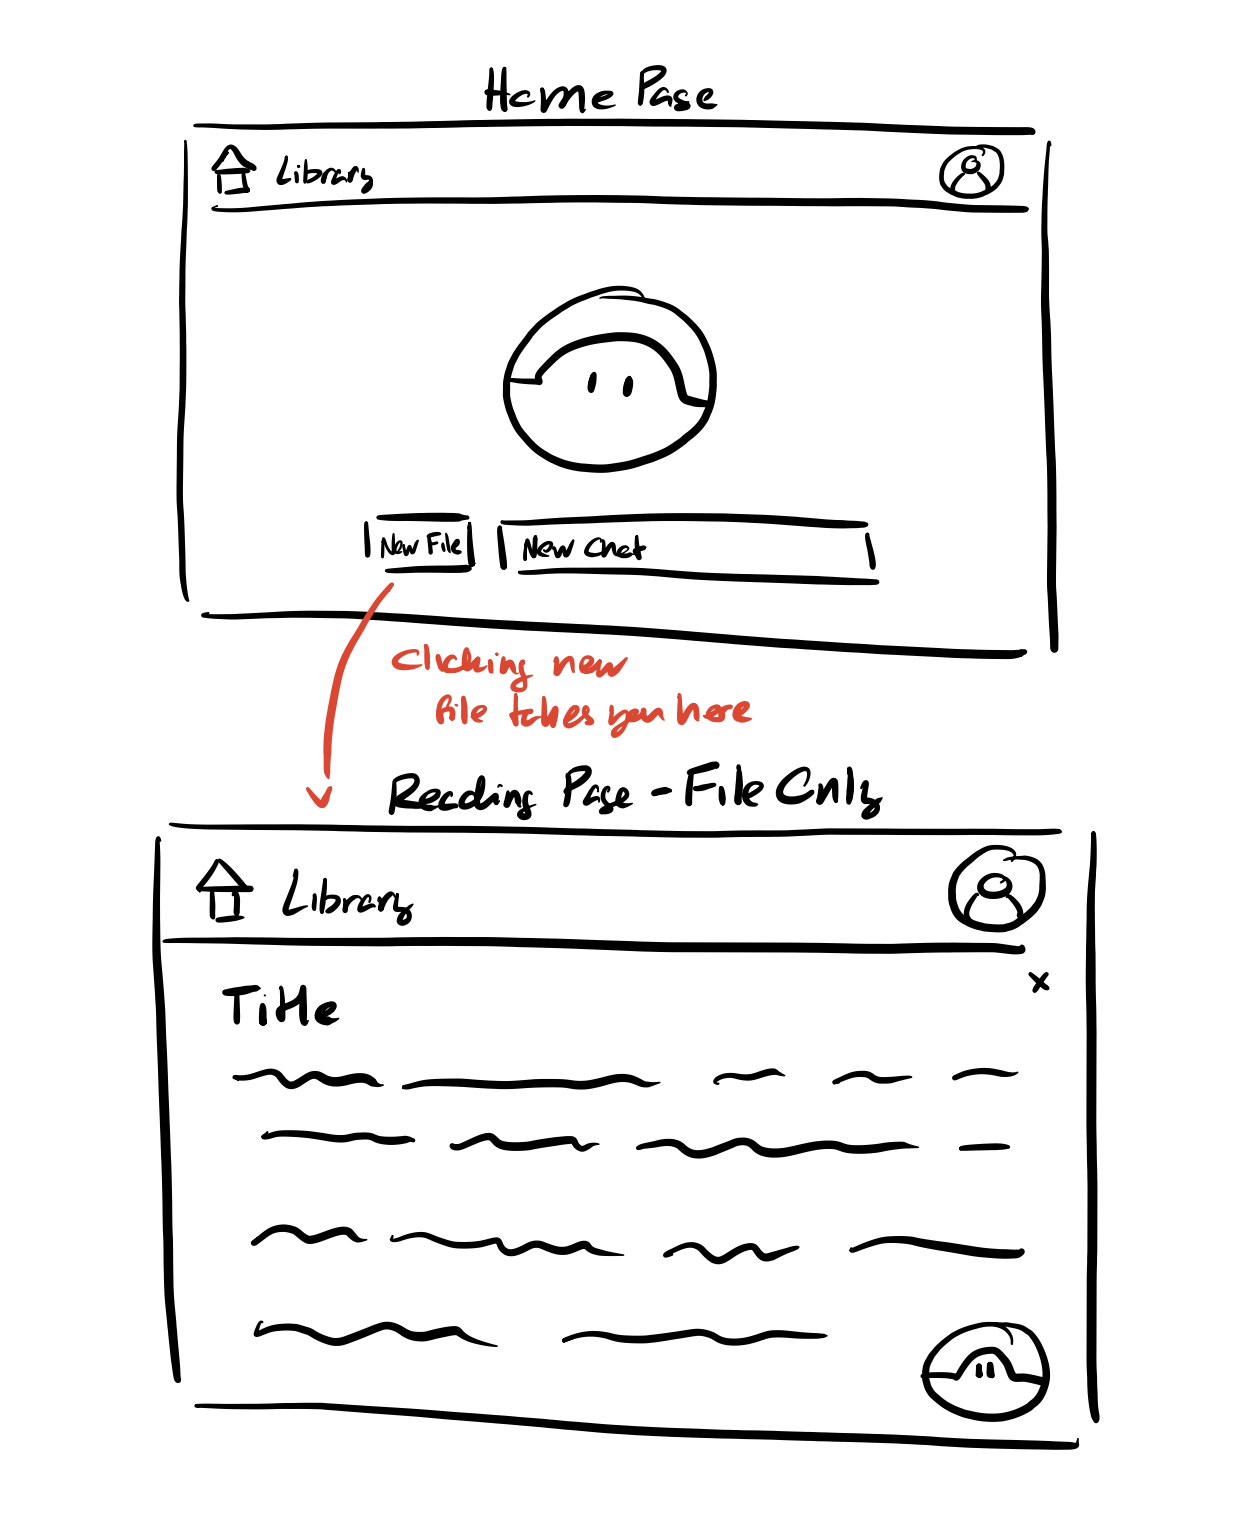 Home Page
Library
New File
New Chat
Clicking new
file takes you here
Reading Page - File Only
Library
x
Title